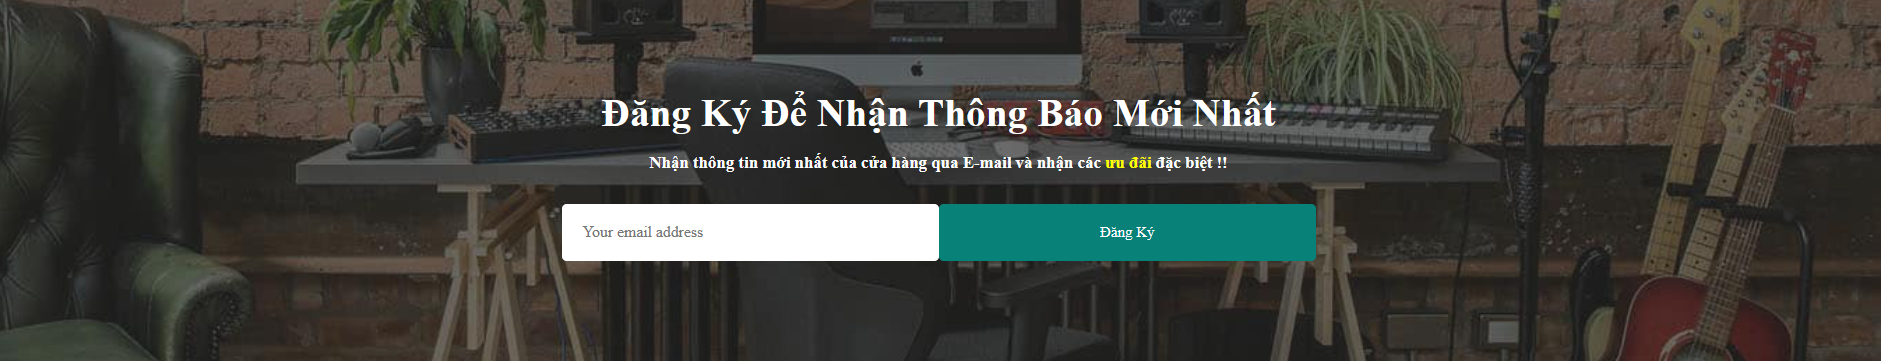 Đăng Ký Để Nhận Thông Báo Mới Nhất
Nhận thông tin mới nhất của cửa hàng qua E-mail và nhận các ưu đãi đặc biệt !!
Your email address
Đăng Ký